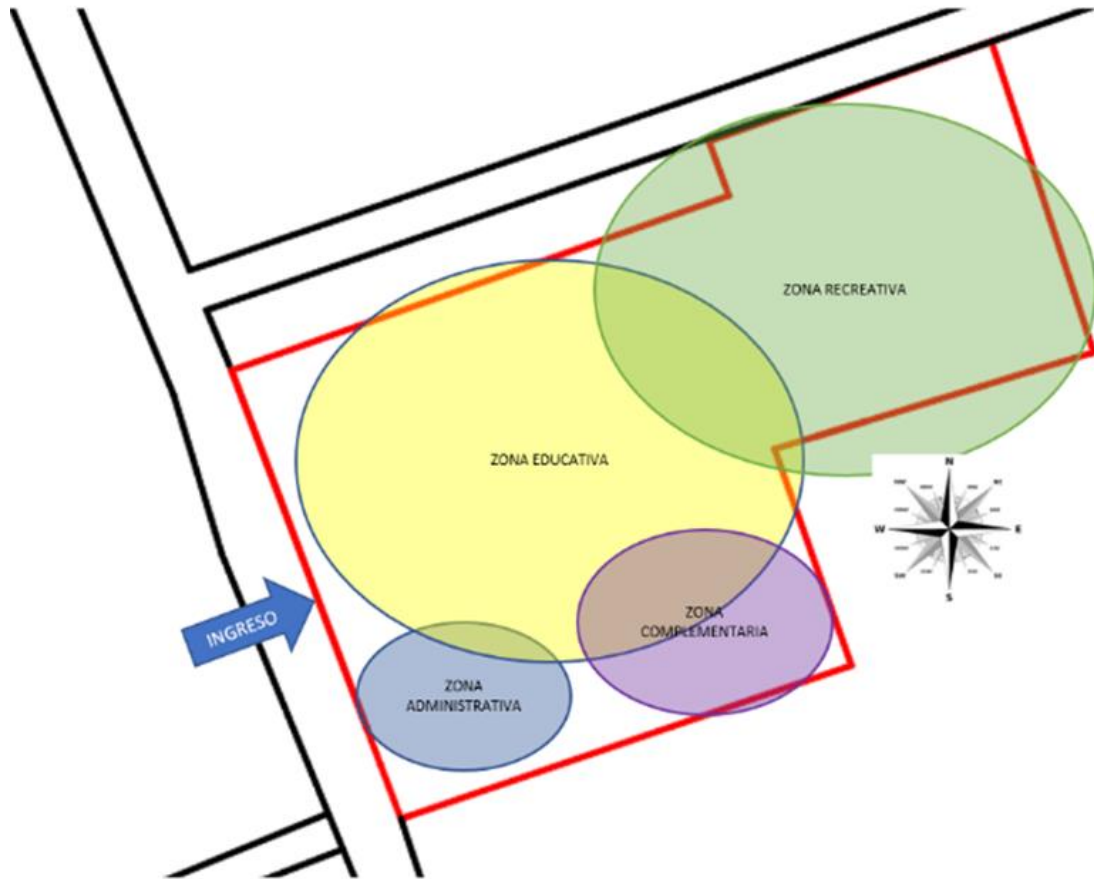 ZONA RECREATIVA
ZONA EDUCATIVA
N
W
E
S
INGRESO
ZONA
COMPLEMENTARIA
ZONA
ADMINISTRATIVA